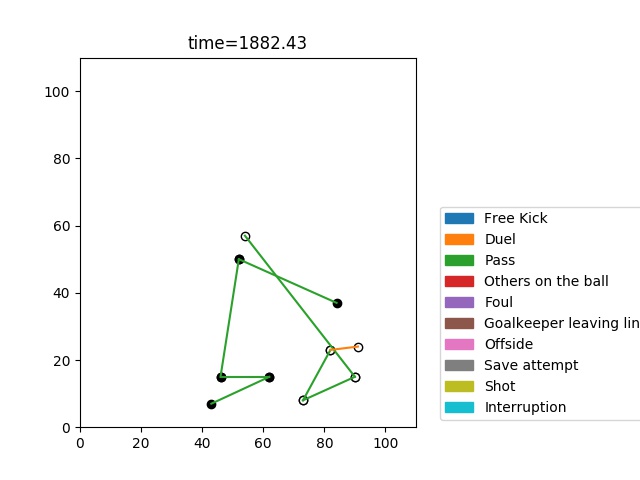 time=1882.43
100
80
60
40
20
0
0 20 40 60 80 100
Free Kick
Duel
Pass
Others on the ball
Foul
Goalkeeper leaving lin
Offside
Save attempt
Shot
Interruption